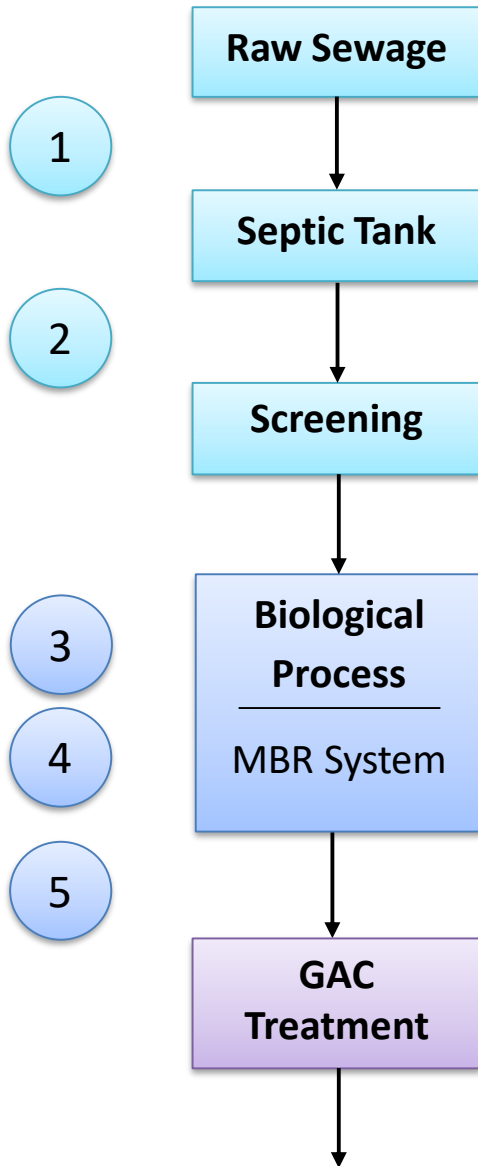 Raw Sewage
1
Septic Tank
2
Screening
3
Biological
Process
4
MBR System
5
GAC
Treatment